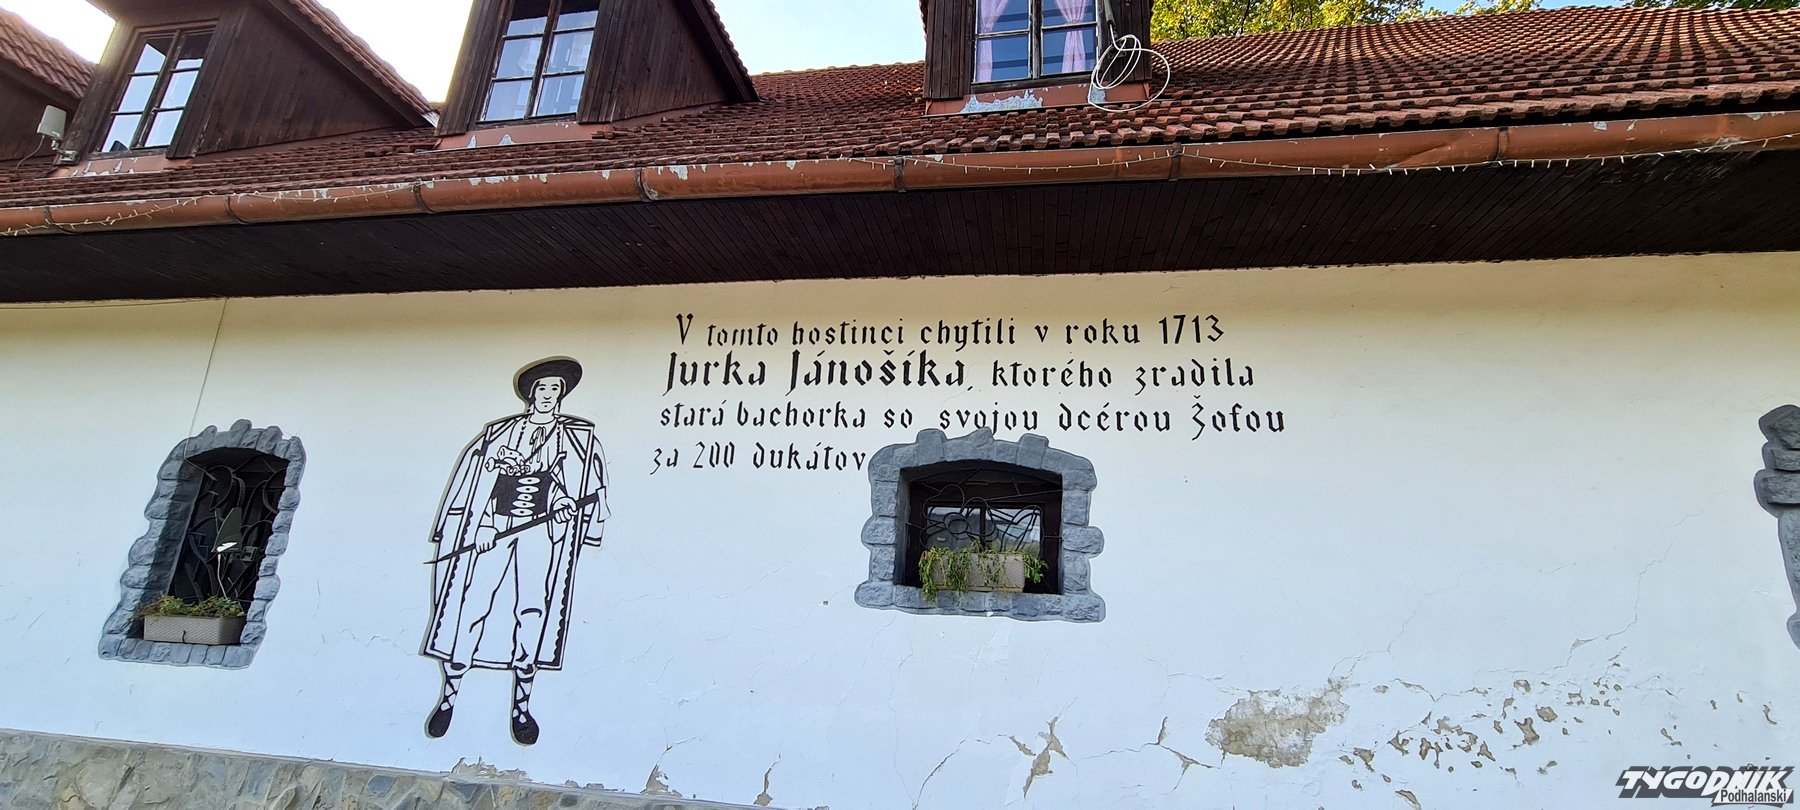 V tomto hostinci chytili v roku 1713
Jurka Jánošíka, ktorého zradila
stará bachorka so svojou dcérou Žofou
za 200 dukátov
TYGODNIK
Podhalański